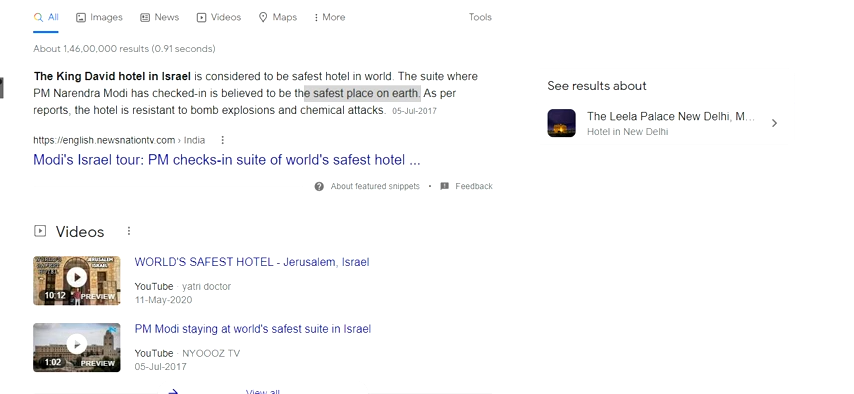 All Images News Videos Maps More Tools
About 1,46,00,000 results (0.91 seconds)
The King David hotel in Israel is considered to be safest hotel in world. The suite where
PM Narendra Modi has checked-in is believed to be the safest place on earth. As per
reports, the hotel is resistant to bomb explosions and chemical attacks. 05-Jul-2017
https://english.newsnationtv.com › India
Modi's Israel tour: PM checks-in suite of world's safest hotel ...
About featured snippets • Feedback
See results about
The Leela Palace New Delhi, M...
Hotel in New Delhi
Videos
WORLD'S SAFEST HOTEL
JERUSALEM
ISRAEL
10:12 PREVIEW
WORLD'S SAFEST HOTEL - Jerusalem, Israel
YouTube · yatri doctor
11-May-2020
1:02 PREVIEW
PM Modi staying at world's safest suite in Israel
YouTube · NYOOOZ TV
05-Jul-2017
View all